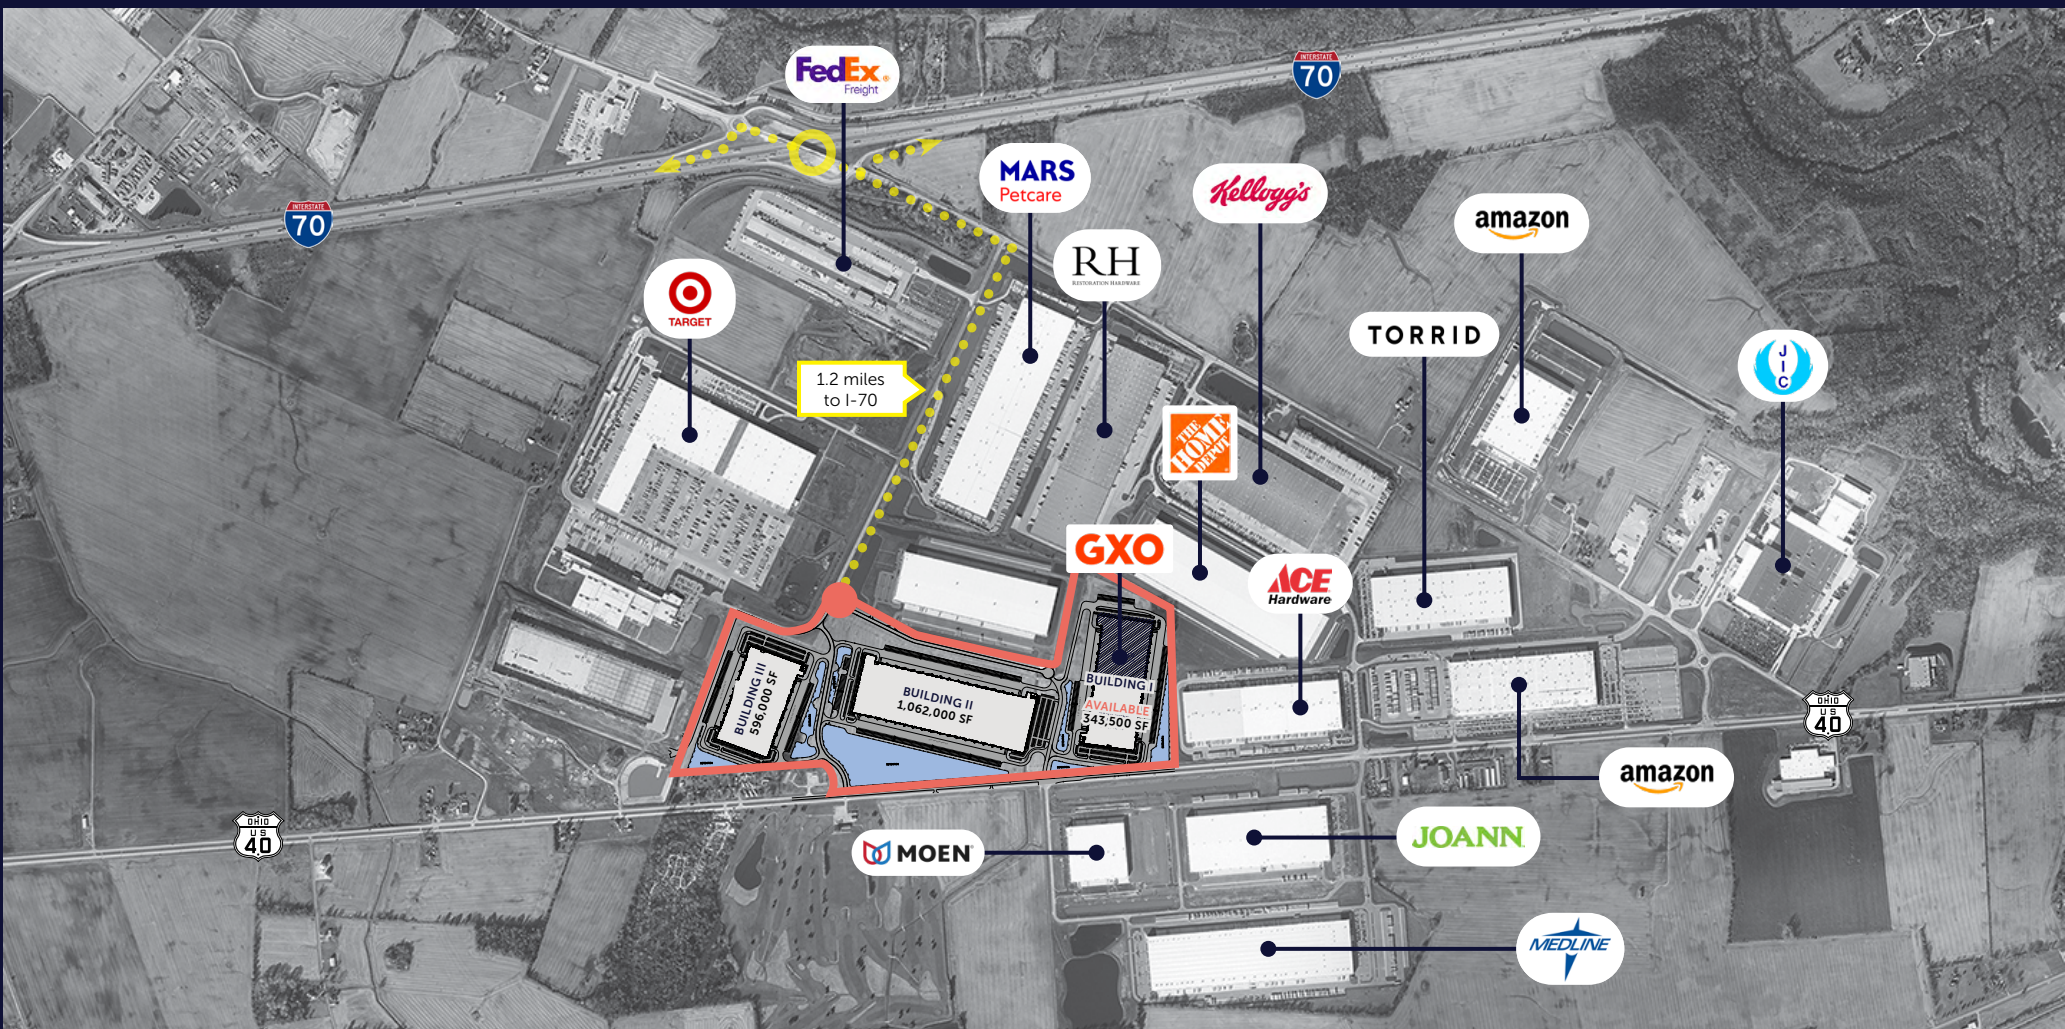 FedEx
Freight
INTERSTATE
70
MARS
Petcare
Kellogg's
amazon
INTERSTATE
70
RH
RESTORATION HARDWARE
TARGET
TORRID
J
I
C
1.2 miles
to I-70
THE
HOME
DEPOT
GXO
ACE
Hardware
BUILDING III
596,000 SF
BUILDING II
1,062,000 SF
BUILDING I
AVAILABLE
343,500 SF
OHIO
US
40
amazon
OHIO
US
40
MOEN
JOANN
MEDLINE